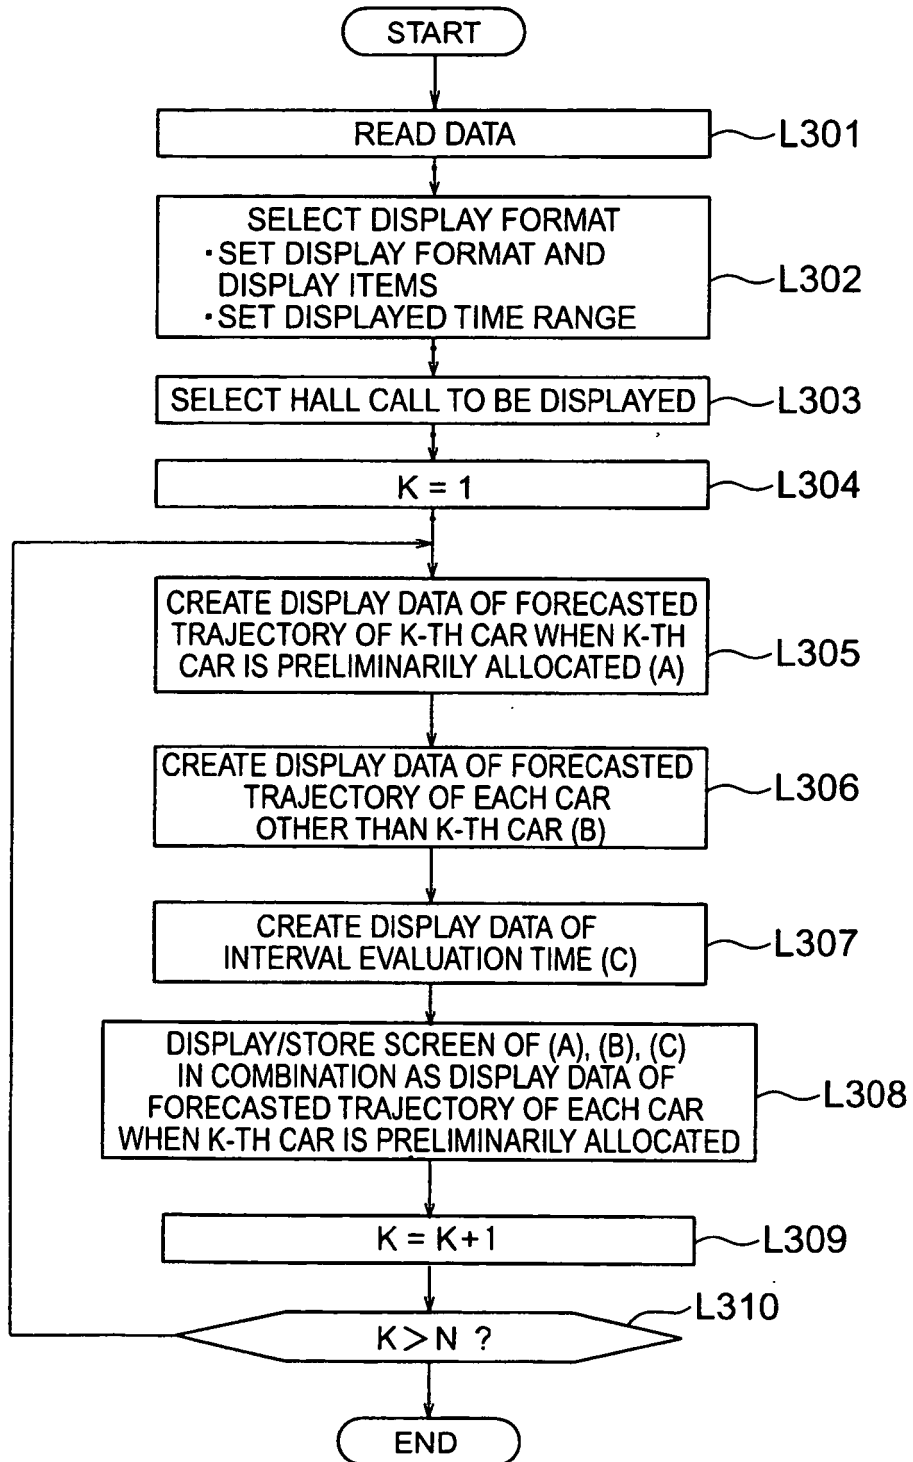 START
READ DATA
L301
SELECT DISPLAY FORMAT
・SET DISPLAY FORMAT AND
DISPLAY ITEMS
・SET DISPLAYED TIME RANGE
L302
SELECT HALL CALL TO BE DISPLAYED
L303
K = 1
L304
CREATE DISPLAY DATA OF FORECASTED
TRAJECTORY OF K-TH CAR WHEN K-TH
CAR IS PRELIMINARILY ALLOCATED (A)
L305
CREATE DISPLAY DATA OF FORECASTED
TRAJECTORY OF EACH CAR
OTHER THAN K-TH CAR (B)
L306
CREATE DISPLAY DATA OF
INTERVAL EVALUATION TIME (C)
L307
DISPLAY/STORE SCREEN OF (A), (B), (C)
IN COMBINATION AS DISPLAY DATA OF
FORECASTED TRAJECTORY OF EACH CAR
WHEN K-TH CAR IS PRELIMINARILY ALLOCATED
L308
K = K+1
L309
K > N ?
L310
END